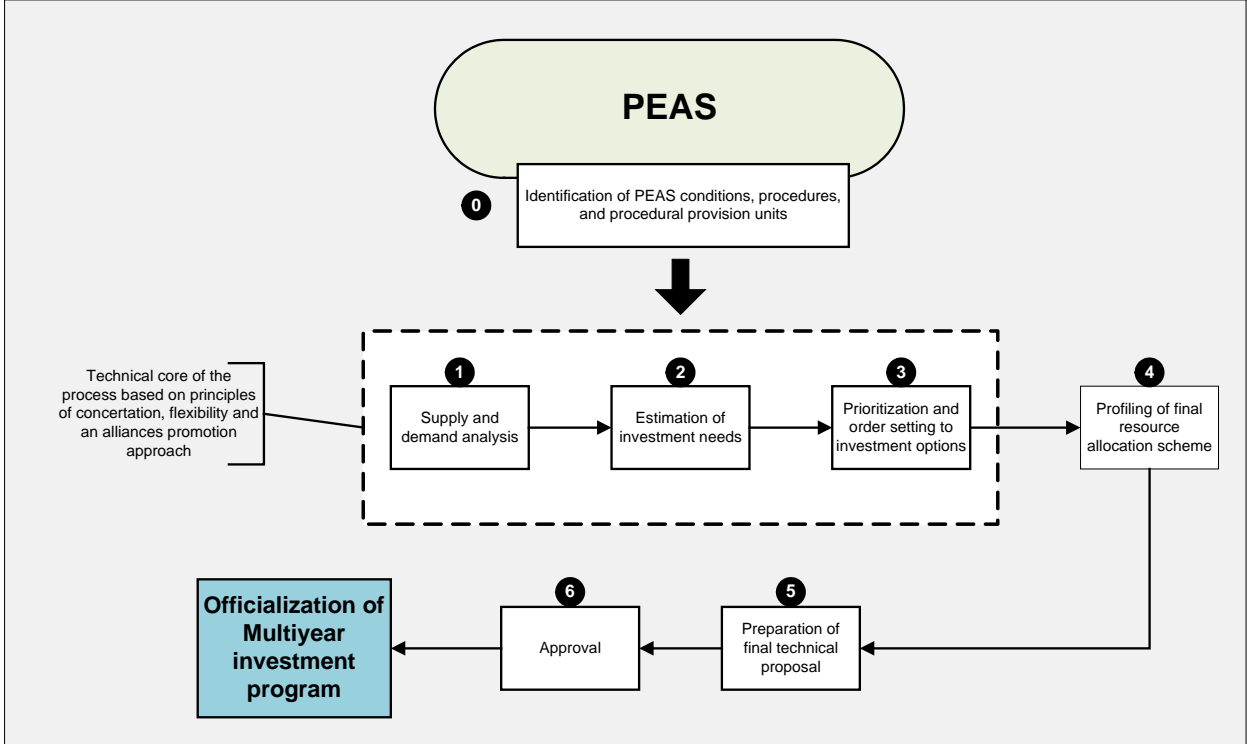 PEAS
0
Identification of PEAS conditions, procedures,
and procedural provision units
Technical core of the
process based on principles
of concertation, flexibility and
an alliances promotion
approach
1
Supply and
demand analysis
2
Estimation of
investment needs
3
Prioritization and
order setting to
investment options
4
Profiling of final
resource
allocation scheme
5
Preparation of
final technical
proposal
6
Approval
Officialization of
Multiyear
investment
program